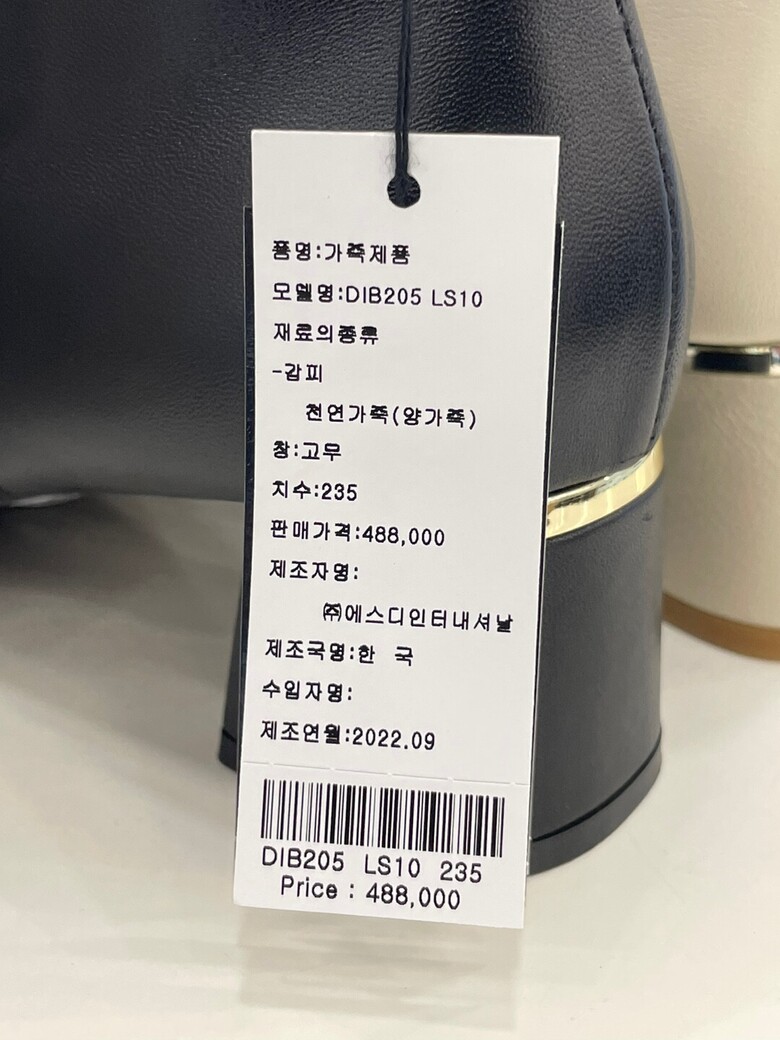 품명:가죽제품
모델명:DIB205 LS10
재료의종류
-갑피
천연가죽(양가죽)
창:고무
치수:235
판매가격:488,000
제조자명:
㈜에스디인터내셔날
제조국명:한 국
수입자명:
제조연월:2022.09
DIB205 LS10 235
Price : 488,000